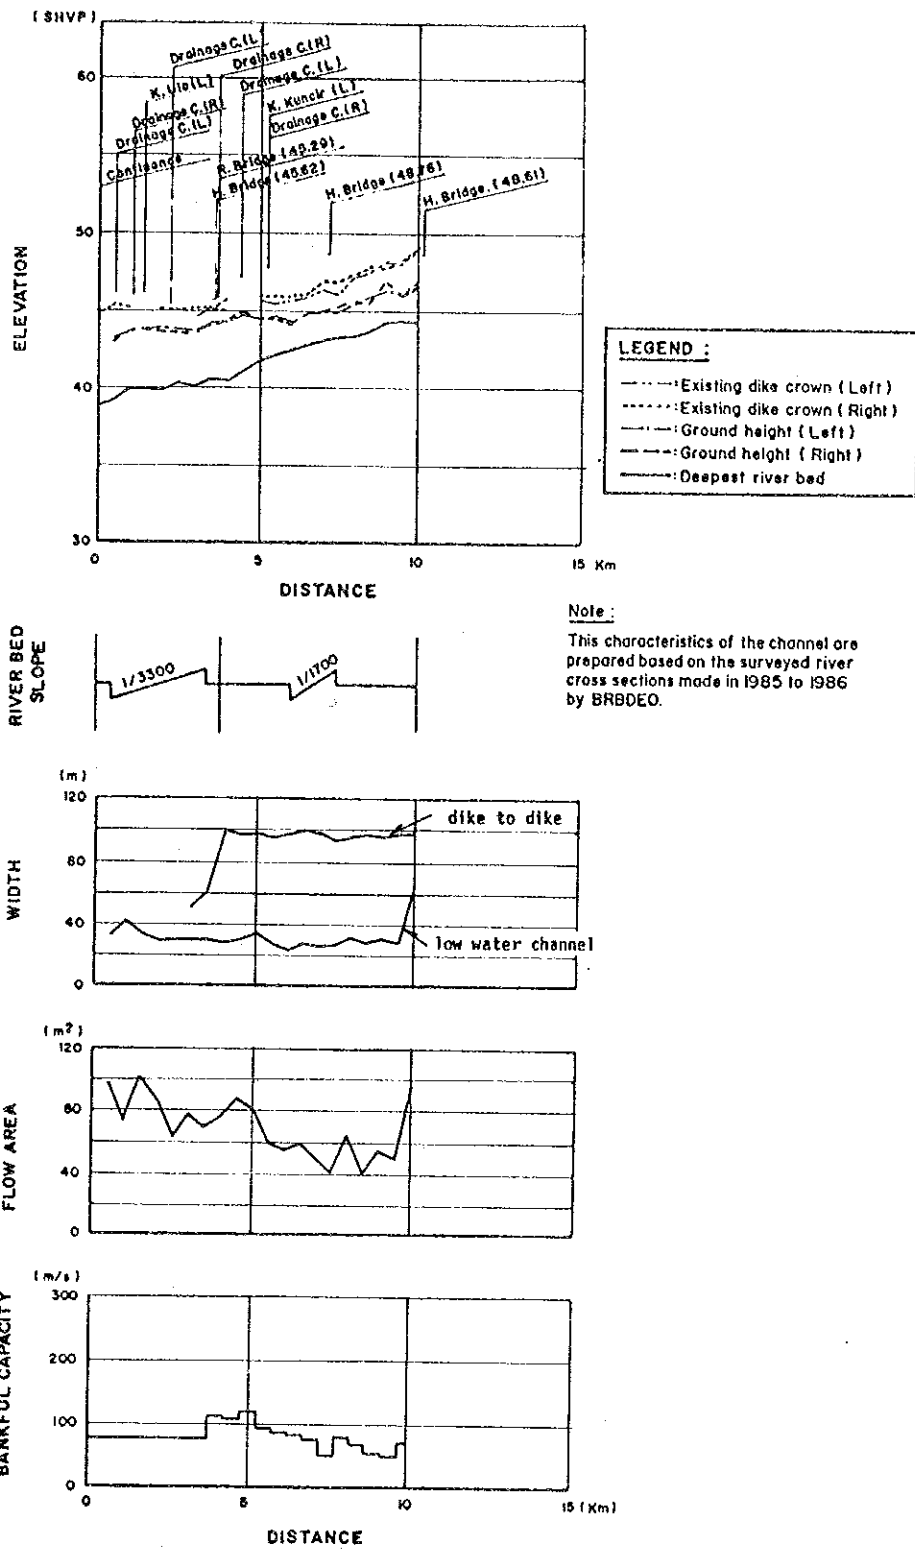 (SHVP)
60
50
40
30
ELEVATION
Drainage C.(L
Drainage C.(R)
K. Ulo (L)
Drainage C.(L)
Drainage C.(R)
K. Kuncir (L)
Drainage C.(L)
Drainage C.(R)
Confluence
R. Bridge (45.29)
H. Bridge (45.62)
H. Bridge (48.76)
H. Bridge. (48.61)
0
5
10
15 Km
DISTANCE
LEGEND :
: Existing dike crown (Left)
: Existing dike crown (Right)
: Ground height (Left)
: Ground height (Right)
: Deepest river bed
Note :
This characteristics of the channel are
prepared based on the surveyed river
cross sections made in 1985 to 1986
by BRBDEO.
RIVER BED
SLOPE
1/3300
1/1700
(m)
120
80
40
0
WIDTH
dike to dike
low water channel
(m²)
120
80
40
0
FLOW AREA
(m/s)
300
200
100
0
BANKFUL CAPACITY
0
5
10
15 (Km)
DISTANCE